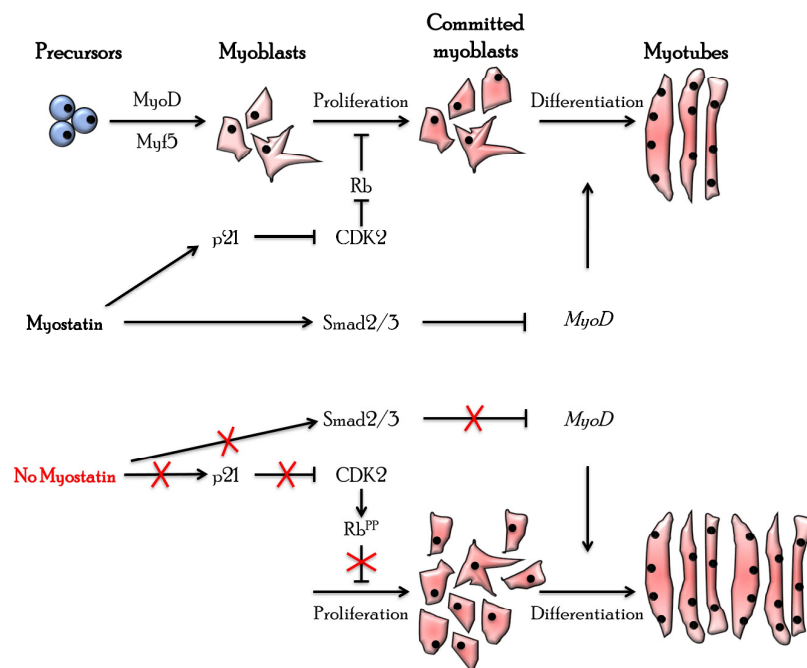 Precursors
Myoblasts
Committed
myoblasts
Myotubes
MyoD
Myf5
Proliferation
Differentiation
Rb
p21
CDK2
Myostatin
Smad2/3
MyoD
Smad2/3
MyoD
No Myostatin
p21
CDK2
Rb^PP
Proliferation
Differentiation